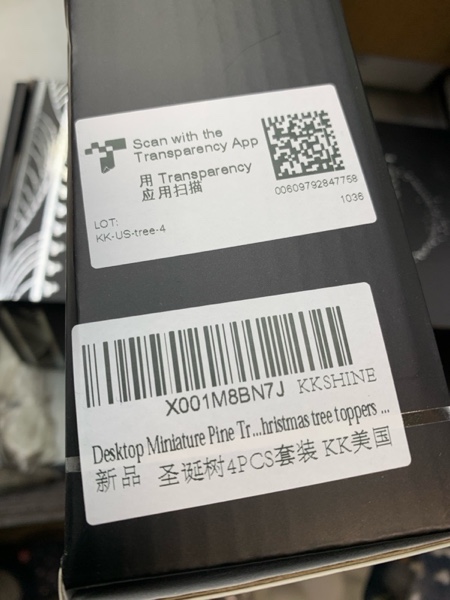 Scan with the
Transparency App
用 Transparency
应用扫描
00609792847758
1036
LOT:
KK-US-tree-4
X001M8BN7J KKSHINE
Desktop Miniature Pine Tr...hristmas tree toppers ...
新品 圣诞树4PCS套装 KK美国